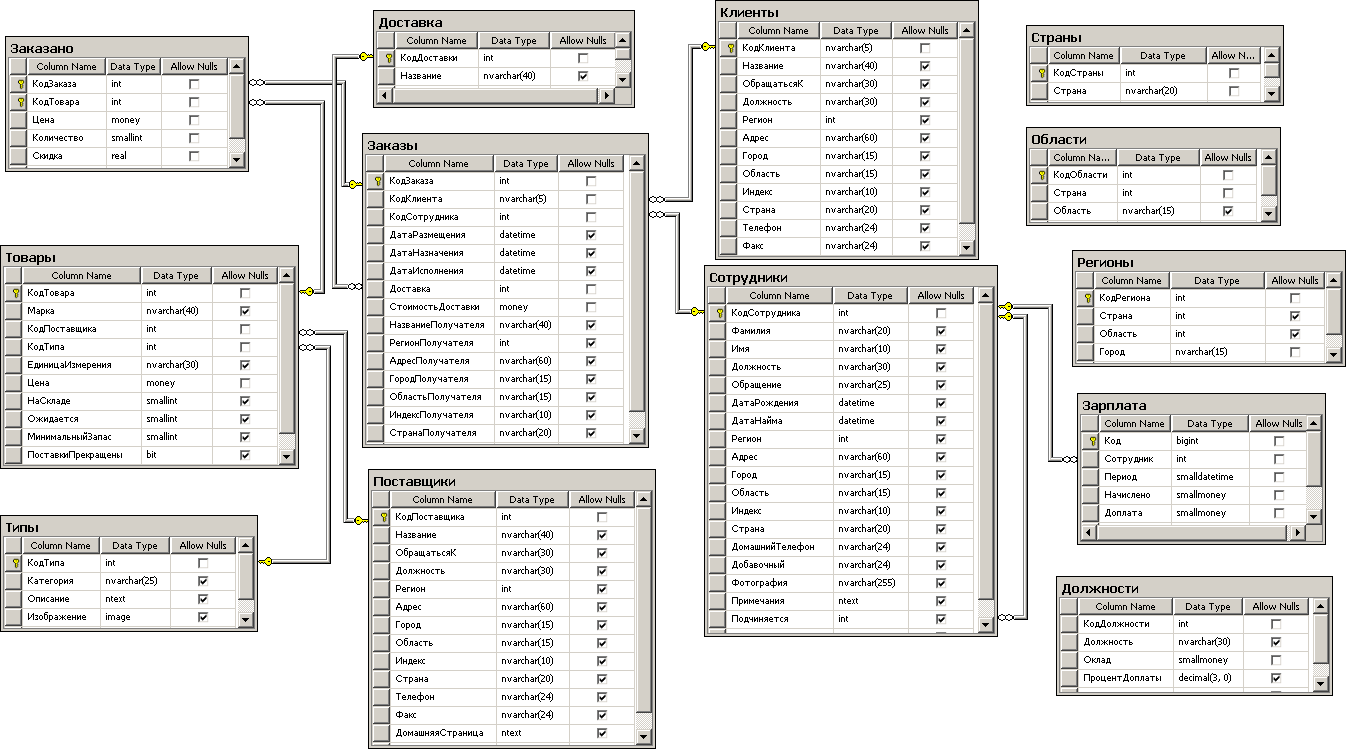 Заказано
Column Name Data Type Allow Nulls
КодЗаказа int
КодТовара int
Цена money
Количество smallint
Скидка real
Доставка
Column Name Data Type Allow Nulls
КодДоставки int
Название nvarchar(40)
Клиенты
Column Name Data Type Allow Nulls
КодКлиента nvarchar(5)
Название nvarchar(40)
ОбращатьсяК nvarchar(30)
Должность nvarchar(30)
Регион int
Адрес nvarchar(60)
Город nvarchar(15)
Область nvarchar(15)
Индекс nvarchar(10)
Страна nvarchar(20)
Телефон nvarchar(24)
Факс nvarchar(24)
Страны
Column Name Data Type Allow N...
КодСтраны int
Страна nvarchar(20)
Области
Column Na... Data Type Allow Nulls
КодОбласти int
Страна int
Область nvarchar(15)
Заказы
Column Name Data Type Allow Nulls
КодЗаказа int
КодКлиента nvarchar(5)
КодСотрудника int
ДатаРазмещения datetime
ДатаНазначения datetime
ДатаИсполнения datetime
Доставка int
СтоимостьДоставки money
НазваниеПолучателя nvarchar(40)
РегионПолучателя int
АдресПолучателя nvarchar(60)
ГородПолучателя nvarchar(15)
ОбластьПолучателя nvarchar(15)
ИндексПолучателя nvarchar(10)
СтранаПолучателя nvarchar(20)
Товары
Column Name Data Type Allow Nulls
КодТовара int
Марка nvarchar(40)
КодПоставщика int
КодТипа int
ЕдиницаИзмерения nvarchar(30)
Цена money
НаСкладе smallint
Ожидается smallint
МинимальныйЗапас smallint
ПоставкиПрекращены bit
Сотрудники
Column Name Data Type Allow Nulls
КодСотрудника int
Фамилия nvarchar(20)
Имя nvarchar(10)
Должность nvarchar(30)
Обращение nvarchar(25)
ДатаРождения datetime
ДатаНайма datetime
Регион int
Адрес nvarchar(60)
Город nvarchar(15)
Область nvarchar(15)
Индекс nvarchar(10)
Страна nvarchar(20)
ДомашнийТелефон nvarchar(24)
Добавочный nvarchar(24)
Фотография nvarchar(255)
Примечания ntext
Подчиняется int
Регионы
Column Name Data Type Allow Nulls
КодРегиона int
Страна int
Область int
Город nvarchar(15)
Зарплата
Column Name Data Type Allow Nulls
Код bigint
Сотрудник int
Период smalldatetime
Начислено smallmoney
Доплата smallmoney
Поставщики
Column Name Data Type Allow Nulls
КодПоставщика int
Название nvarchar(40)
ОбращатьсяК nvarchar(30)
Должность nvarchar(30)
Регион int
Адрес nvarchar(60)
Город nvarchar(15)
Область nvarchar(15)
Индекс nvarchar(10)
Страна nvarchar(20)
Телефон nvarchar(24)
Факс nvarchar(24)
ДомашняяСтраница ntext
Типы
Column Name Data Type Allow Nulls
КодТипа int
Категория nvarchar(25)
Описание ntext
Изображение image
Должности
Column Name Data Type Allow Nulls
КодДолжности int
Должность nvarchar(30)
Оклад smallmoney
ПроцентДоплаты decimal(3, 0)